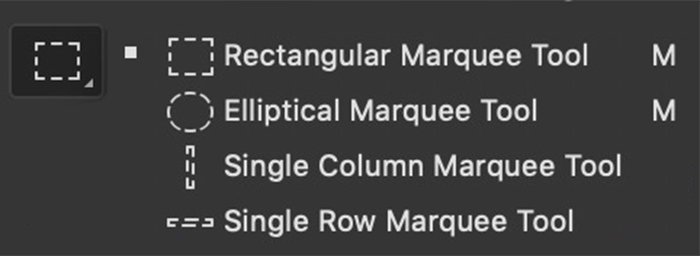 Rectangular Marquee Tool M
Elliptical Marquee Tool M
Single Column Marquee Tool
Single Row Marquee Tool